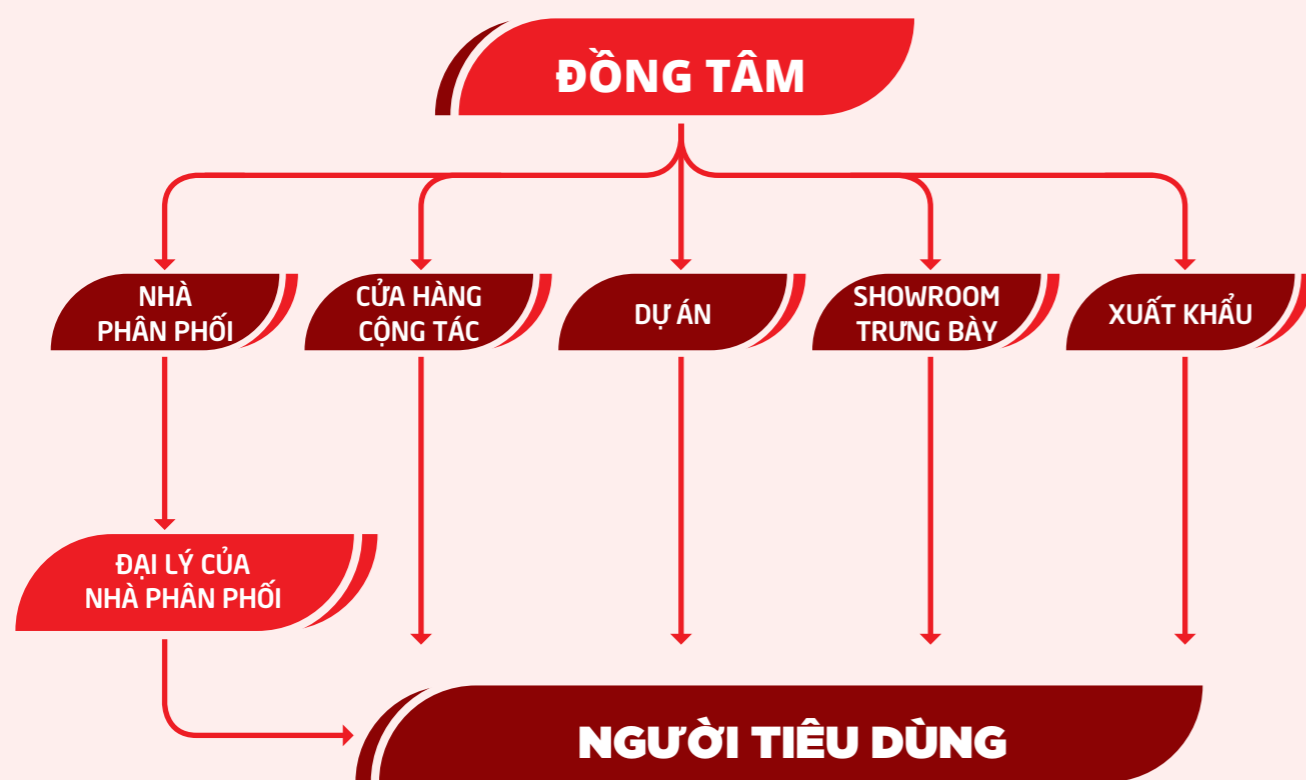 ĐỒNG TÂM
NHÀ
PHÂN PHỐI
CỬA HÀNG
CỘNG TÁC
DỰ ÁN
SHOWROOM
TRƯNG BÀY
XUẤT KHẨU
ĐẠI LÝ CỦA
NHÀ PHÂN PHỐI
NGƯỜI TIÊU DÙNG